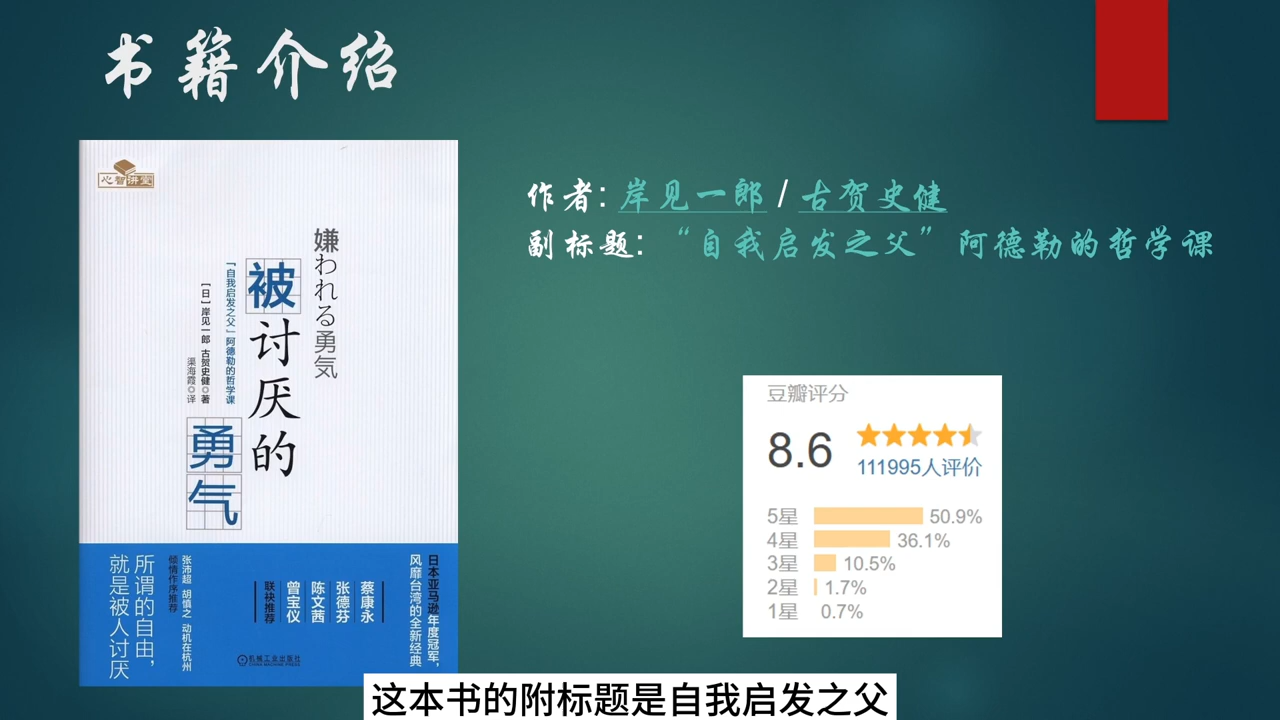 书籍介绍
心智讲堂
嫌われる勇気
被讨厌的
勇气
「自我启发之父」阿德勒的哲学课
[日]岸见一郎 古贺史健◎著
渠海霞◎译
日本亚马逊年度冠军，
风靡台湾的全新经典
蔡康永
张德芬
陈文茜
曾宝仪
联袂推荐
张沛超 胡慎之 动机在杭州
倾情作序推荐
所谓的自由，
就是被人讨厌
机械工业出版社
CHINA MACHINE PRESS
作者: 岸见一郎 / 古贺史健
副标题: “自我启发之父”阿德勒的哲学课
豆瓣评分
8.6
111995人评价
5星 50.9%
4星 36.1%
3星 10.5%
2星 1.7%
1星 0.7%
这本书的附标题是自我启发之父